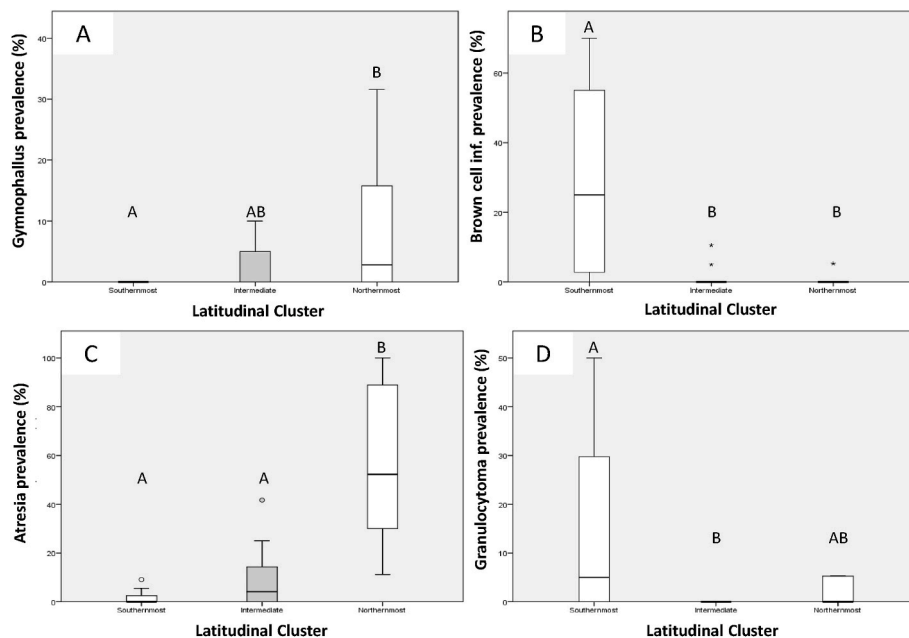 A
Gymnophallus prevalence (%)
40
30
20
10
0
A
AB
B
Southernmost
Intermediate
Northernmost
Latitudinal Cluster
B
Brown cell inf. prevalence (%)
60
40
20
0
A
B
B
*
*
*
Southernmost
Intermediate
Northernmost
Latitudinal Cluster
C
Atresia prevalence (%)
100
80
60
40
20
0
A
A
B
Southernmost
Intermediate
Northernmost
Latitudinal Cluster
D
Granulocytoma prevalence (%)
50
40
30
20
10
0
A
B
AB
Southernmost
Intermediate
Northernmost
Latitudinal Cluster